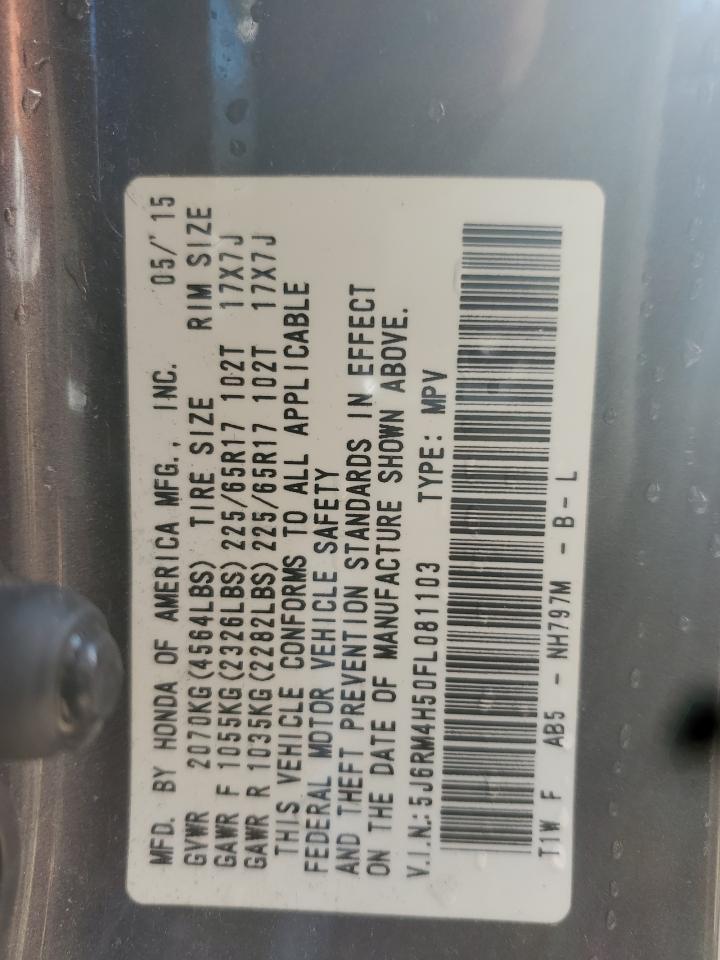 MFD. BY HONDA OF AMERICA MFG., INC. 05/'15
GVWR 2070KG(4564LBS) TIRE SIZE RIM SIZE
GAWR F 1055KG(2326LBS) 225/65R17 102T 17X7J
GAWR R 1035KG(2282LBS) 225/65R17 102T 17X7J
THIS VEHICLE CONFORMS TO ALL APPLICABLE
FEDERAL MOTOR VEHICLE SAFETY
AND THEFT PREVENTION STANDARDS IN EFFECT
ON THE DATE OF MANUFACTURE SHOWN ABOVE.
V.I.N.:5J6RM4H50FL081103 TYPE: MPV
T1W F AB5 - NH797M - B - L